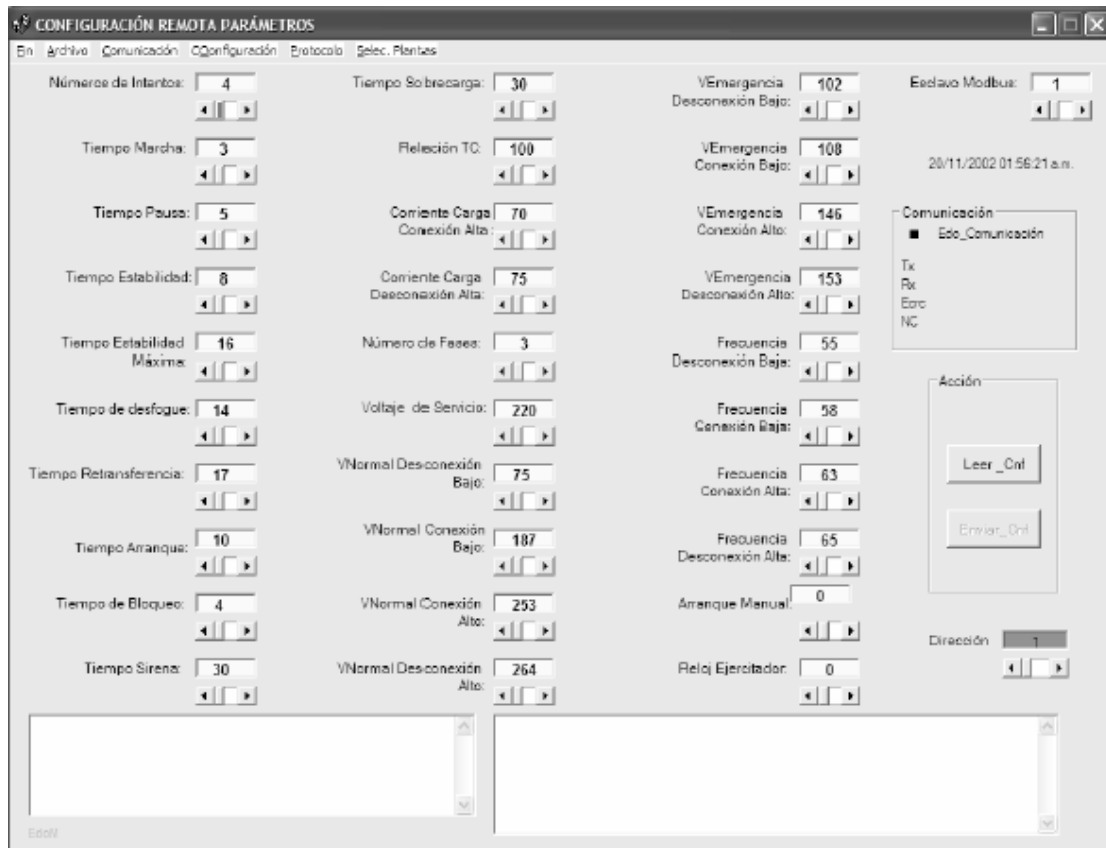 CONFIGURACIÓN REMOTA PARÁMETROS
En Archivo Comunicación COonfiguración Protocolo Selec. Plantas
Números de Intentos: 4
Tiempo Marcha: 3
Tiempo Pausa: 5
Tiempo Estabilidad: 8
Tiempo Estabilidad
Máxima: 16
Tiempo de desfogue: 14
Tiempo Retransferencia: 17
Tiempo Arranque: 10
Tiempo de Bloqueo: 4
Tiempo Sirena: 30
Tiempo Sobrecarga: 30
Relación TC: 100
Corriente Carga
Conexión Alta : 70
Corriente Carga
Desconexión Alta: 75
Número de Fases: 3
Voltaje de Servicio: 220
VNormal Desconexión
Bajo: 75
VNormal Conexión
Bajo: 187
VNormal Conexión
Alto: 253
VNormal Desconexión
Alto: 264
VEmergencia
Desconexión Bajo: 102
VEmergencia
Conexión Bajo: 108
VEmergencia
Conexión Alto: 146
VEmergencia
Desconexión Alto: 153
Frecuencia
Desconexión Baja: 55
Frecuencia
Conexión Baja: 58
Frecuencia
Conexión Alta: 63
Frecuencia
Desconexión Alta: 65
Arranque Manual: 0
Reloj Ejercitador: 0
Esclavo Modbus: 1
20/11/2002 01:56:21 a.m.
Comunicación
Edo_Comunicación
Tx
Rx
Ecrc
NC
Acción
Leer _Cnf
Enviar_Cnf
Dirección 1
EdoM